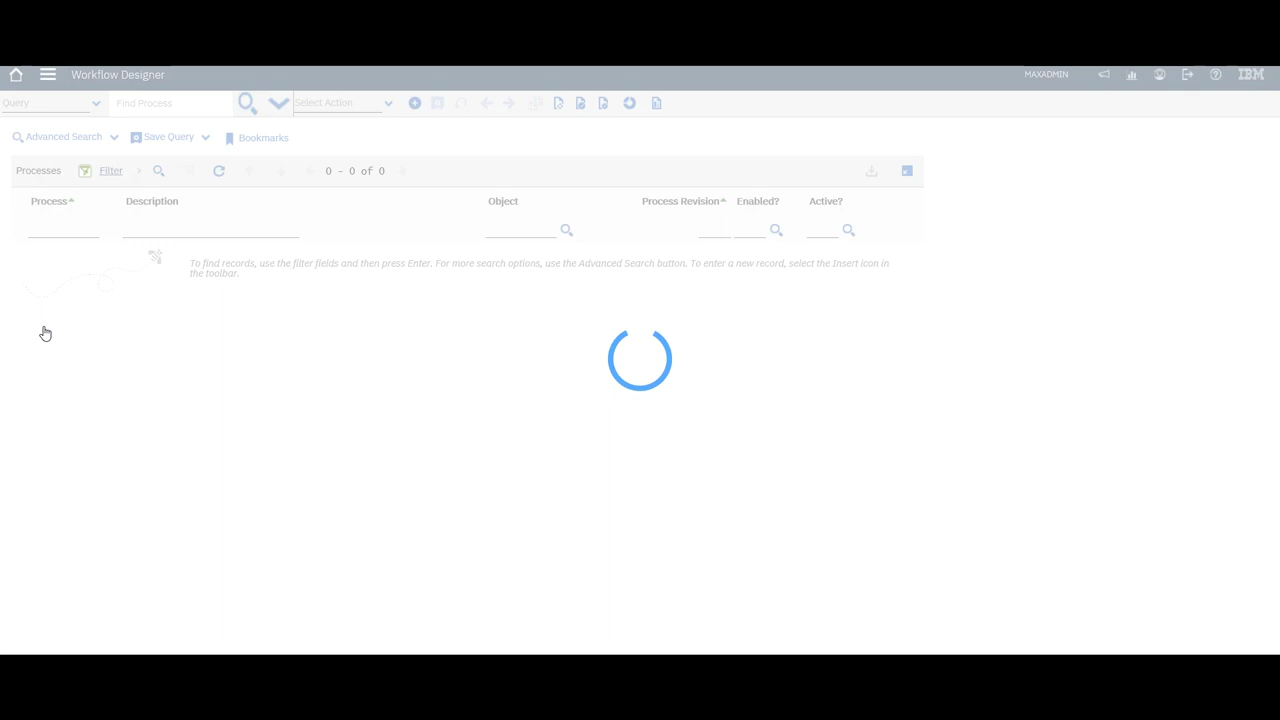 Workflow Designer
MAXADMIN
IBM
Query
Find Process
Select Action
Advanced Search
Save Query
Bookmarks
Processes
Filter
0 - 0 of 0
Process
Description
Object
Process Revision
Enabled?
Active?
To find records, use the filter fields and then press Enter. For more search options, use the Advanced Search button. To enter a new record, select the Insert icon in
the toolbar.